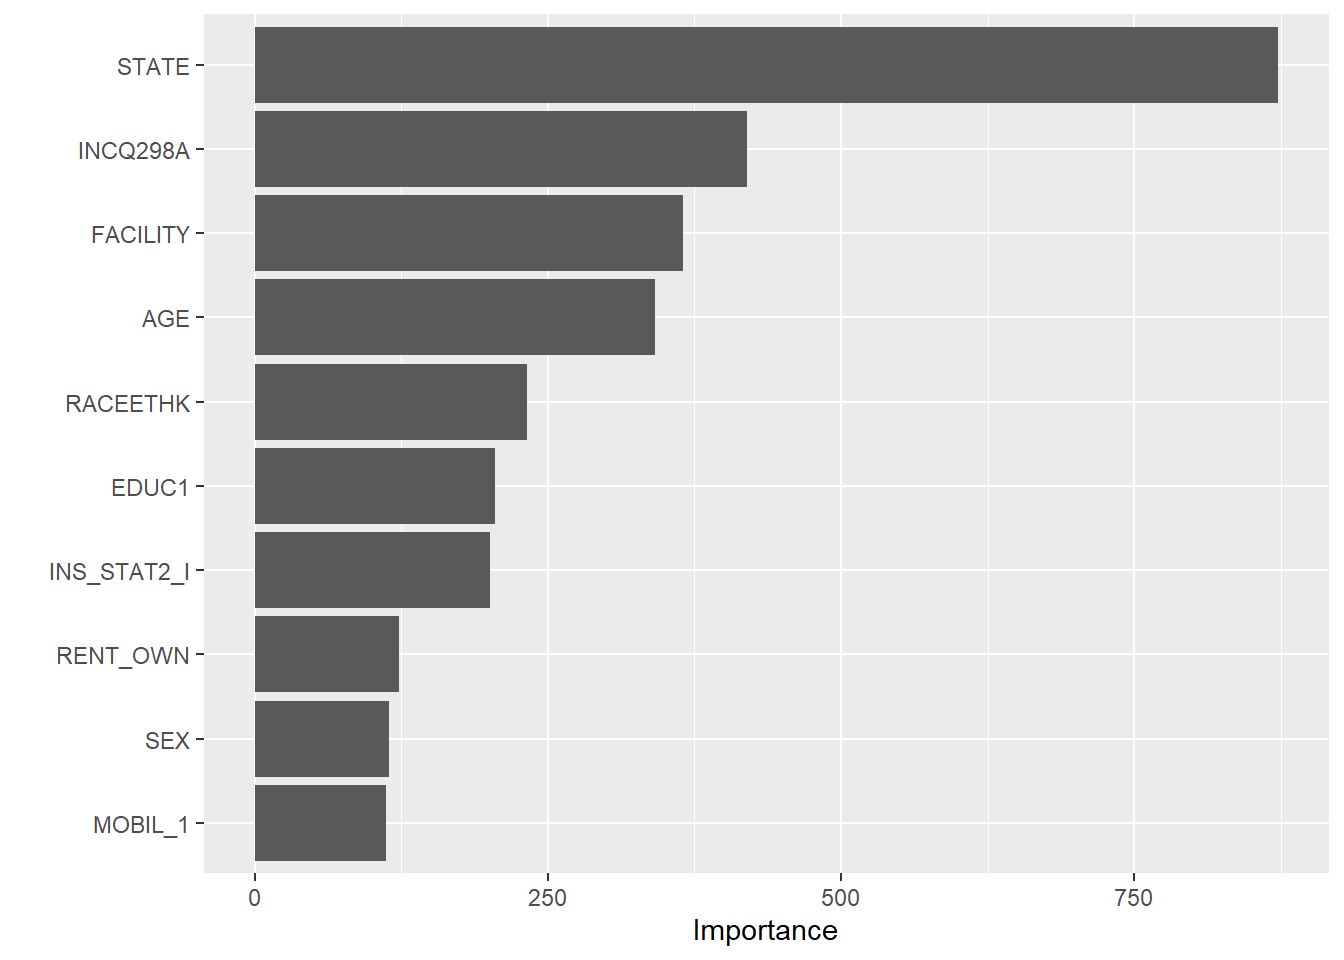 STATE
INCQ298A
FACILITY
AGE
RACEETHK
EDUC1
INS_STAT2_I
RENT_OWN
SEX
MOBIL_1
0 250 500 750
Importance